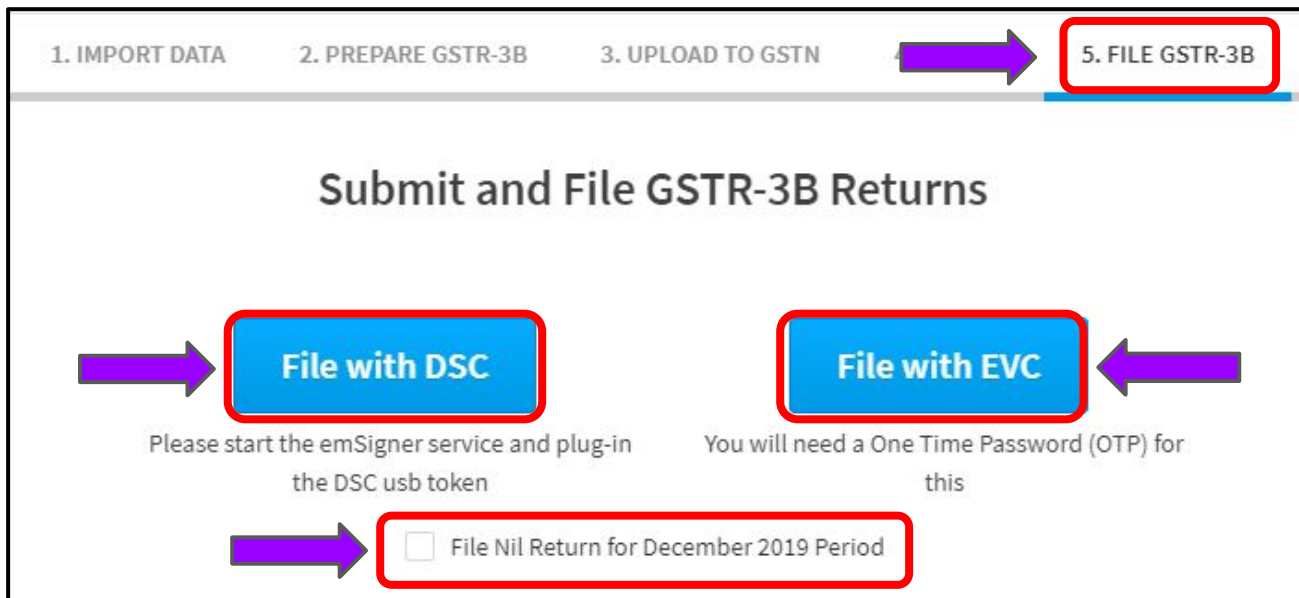 1. IMPORT DATA 2. PREPARE GSTR-3B 3. UPLOAD TO GSTN 5. FILE GSTR-3B
Submit and File GSTR-3B Returns
File with DSC File with EVC
Please start the emSigner service and plug-in You will need a One Time Password (OTP) for
the DSC usb token this
File Nil Return for December 2019 Period